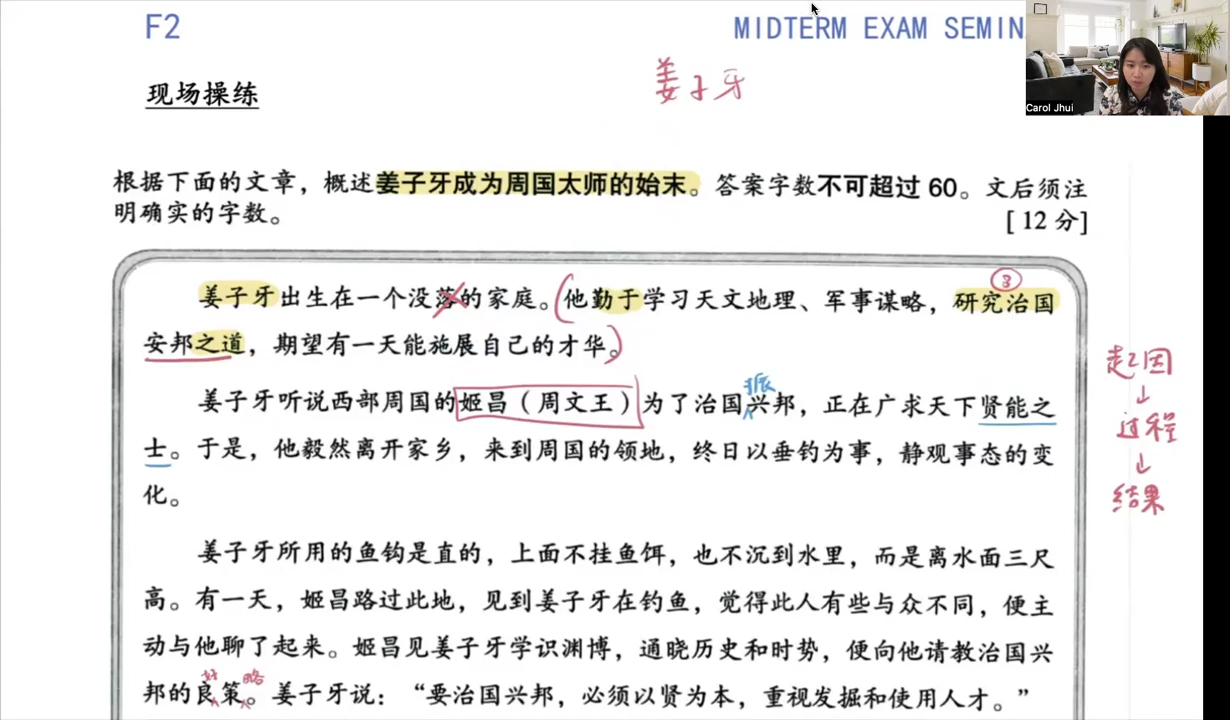 F2
MIDTERM EXAM SEMIN
Carol Jhui
现场操练
姜子牙
根据下面的文章，概述姜子牙成为周国太师的始末。答案字数不可超过 60。文后须注
明确实的字数。 [ 12 分]
姜子牙出生在一个没落的家庭。他勤于学习天文地理、军事谋略，研究治国
③
安邦之道，期望有一天能施展自己的才华。
起因
↓
过程
↓
结果
振
姜子牙听说西部周国的姬昌（周文王）为了治国兴邦，正在广求天下贤能之
士。于是，他毅然离开家乡，来到周国的领地，终日以垂钓为事，静观事态的变
化。
姜子牙所用的鱼钩是直的，上面不挂鱼饵，也不沉到水里，而是离水面三尺
高。有一天，姬昌路过此地，见到姜子牙在钓鱼，觉得此人有些与众不同，便主
动与他聊了起来。姬昌见姜子牙学识渊博，通晓历史和时势，便向他请教治国兴
好 略
邦的良策。姜子牙说：“要治国兴邦，必须以贤为本，重视发掘和使用人才。”